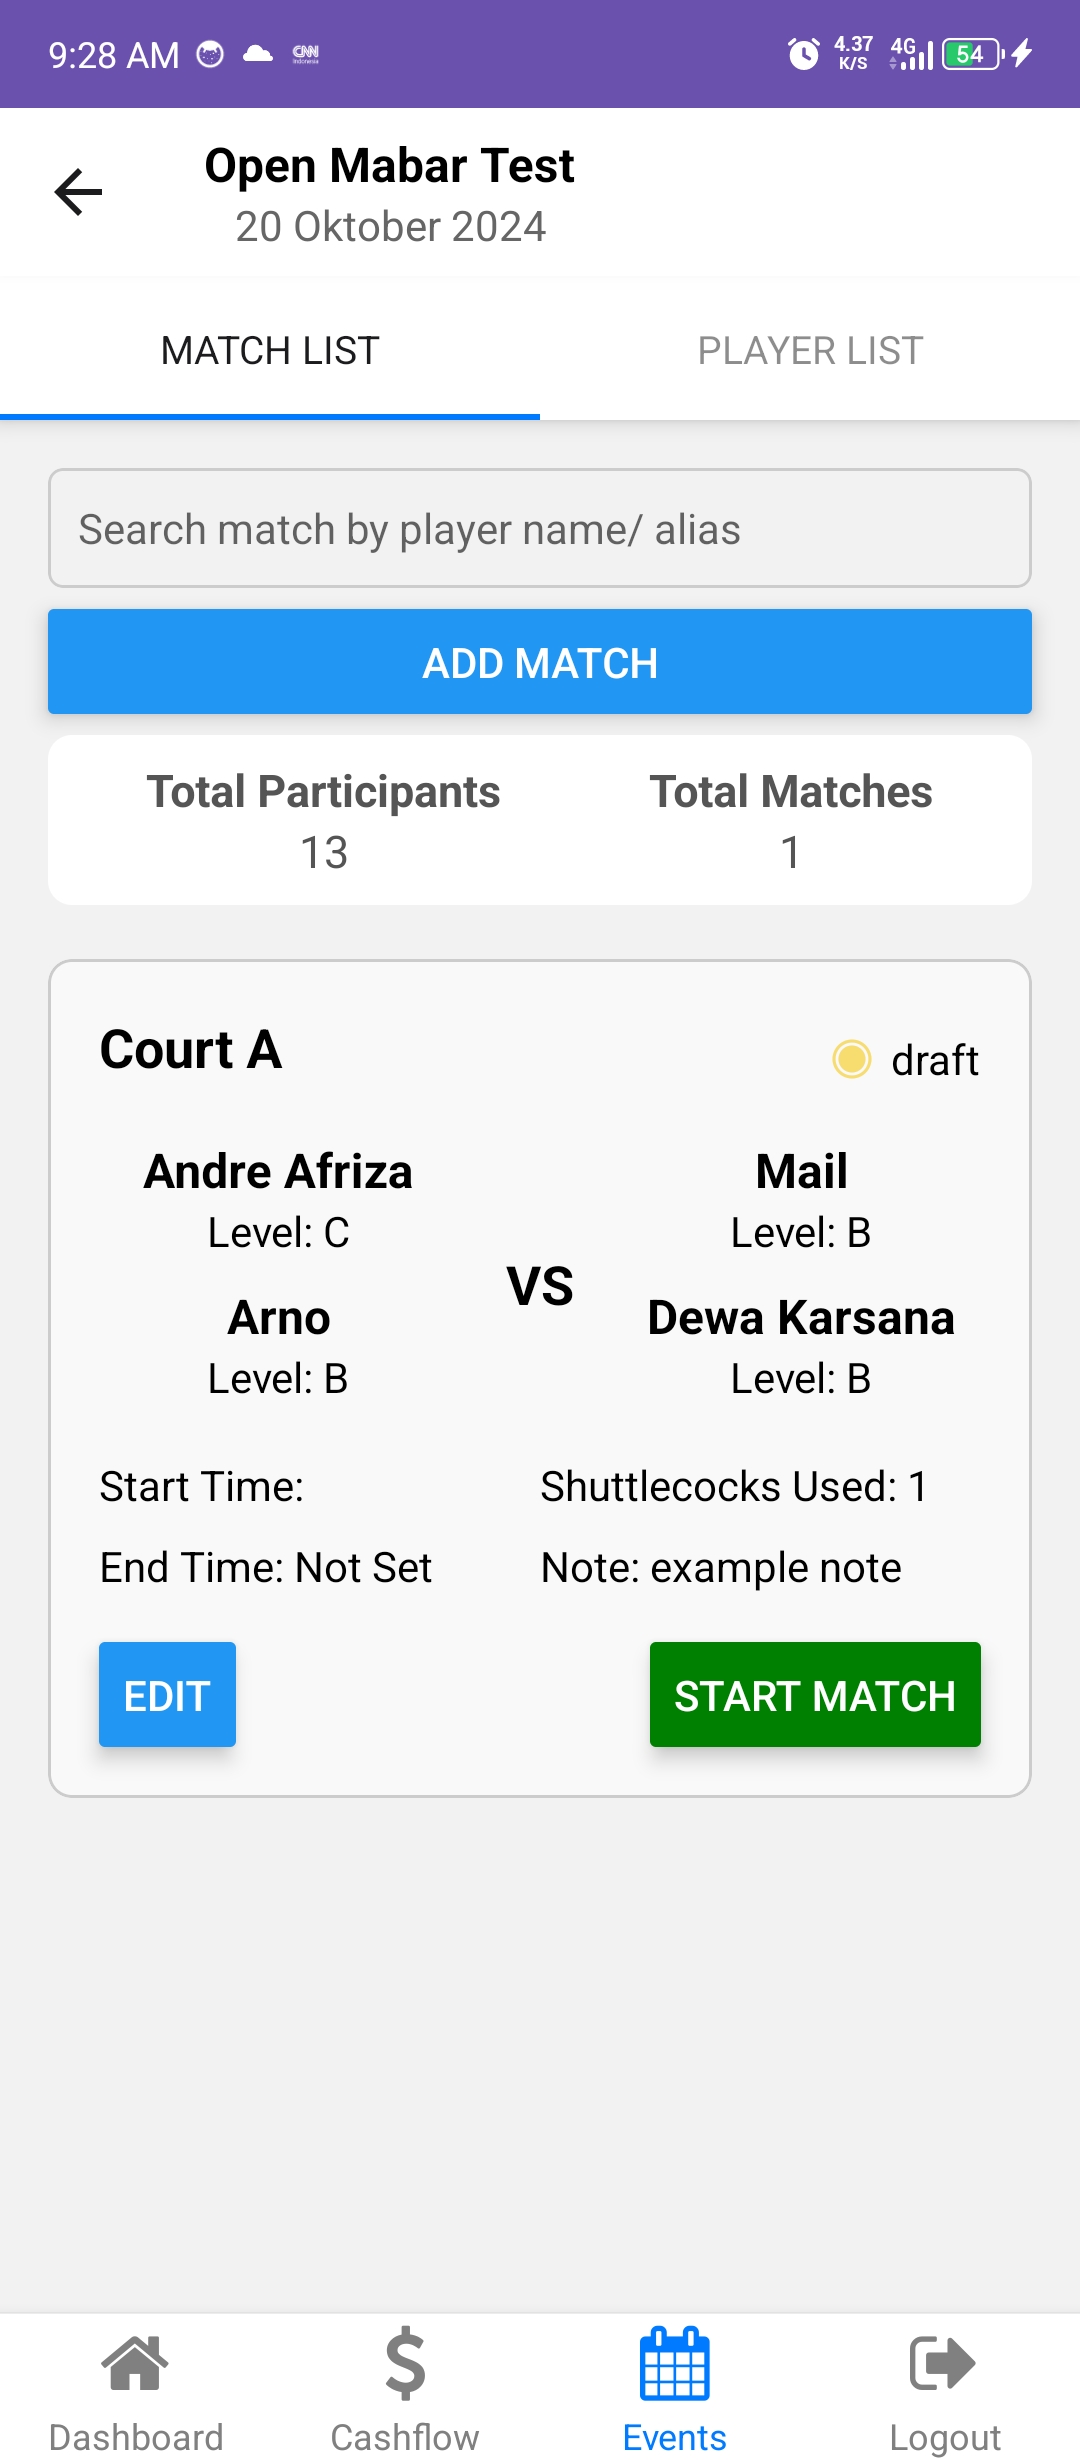 9:28 AM CNN Indonesia 4.37 K/S 4G 54
Open Mabar Test
20 Oktober 2024
MATCH LIST PLAYER LIST
Search match by player name/ alias
ADD MATCH
Total Participants Total Matches
13 1
Court A draft
Andre Afriza Mail
Level: C Level: B
VS
Arno Dewa Karsana
Level: B Level: B
Start Time: Shuttlecocks Used: 1
End Time: Not Set Note: example note
EDIT START MATCH
Dashboard Cashflow Events Logout